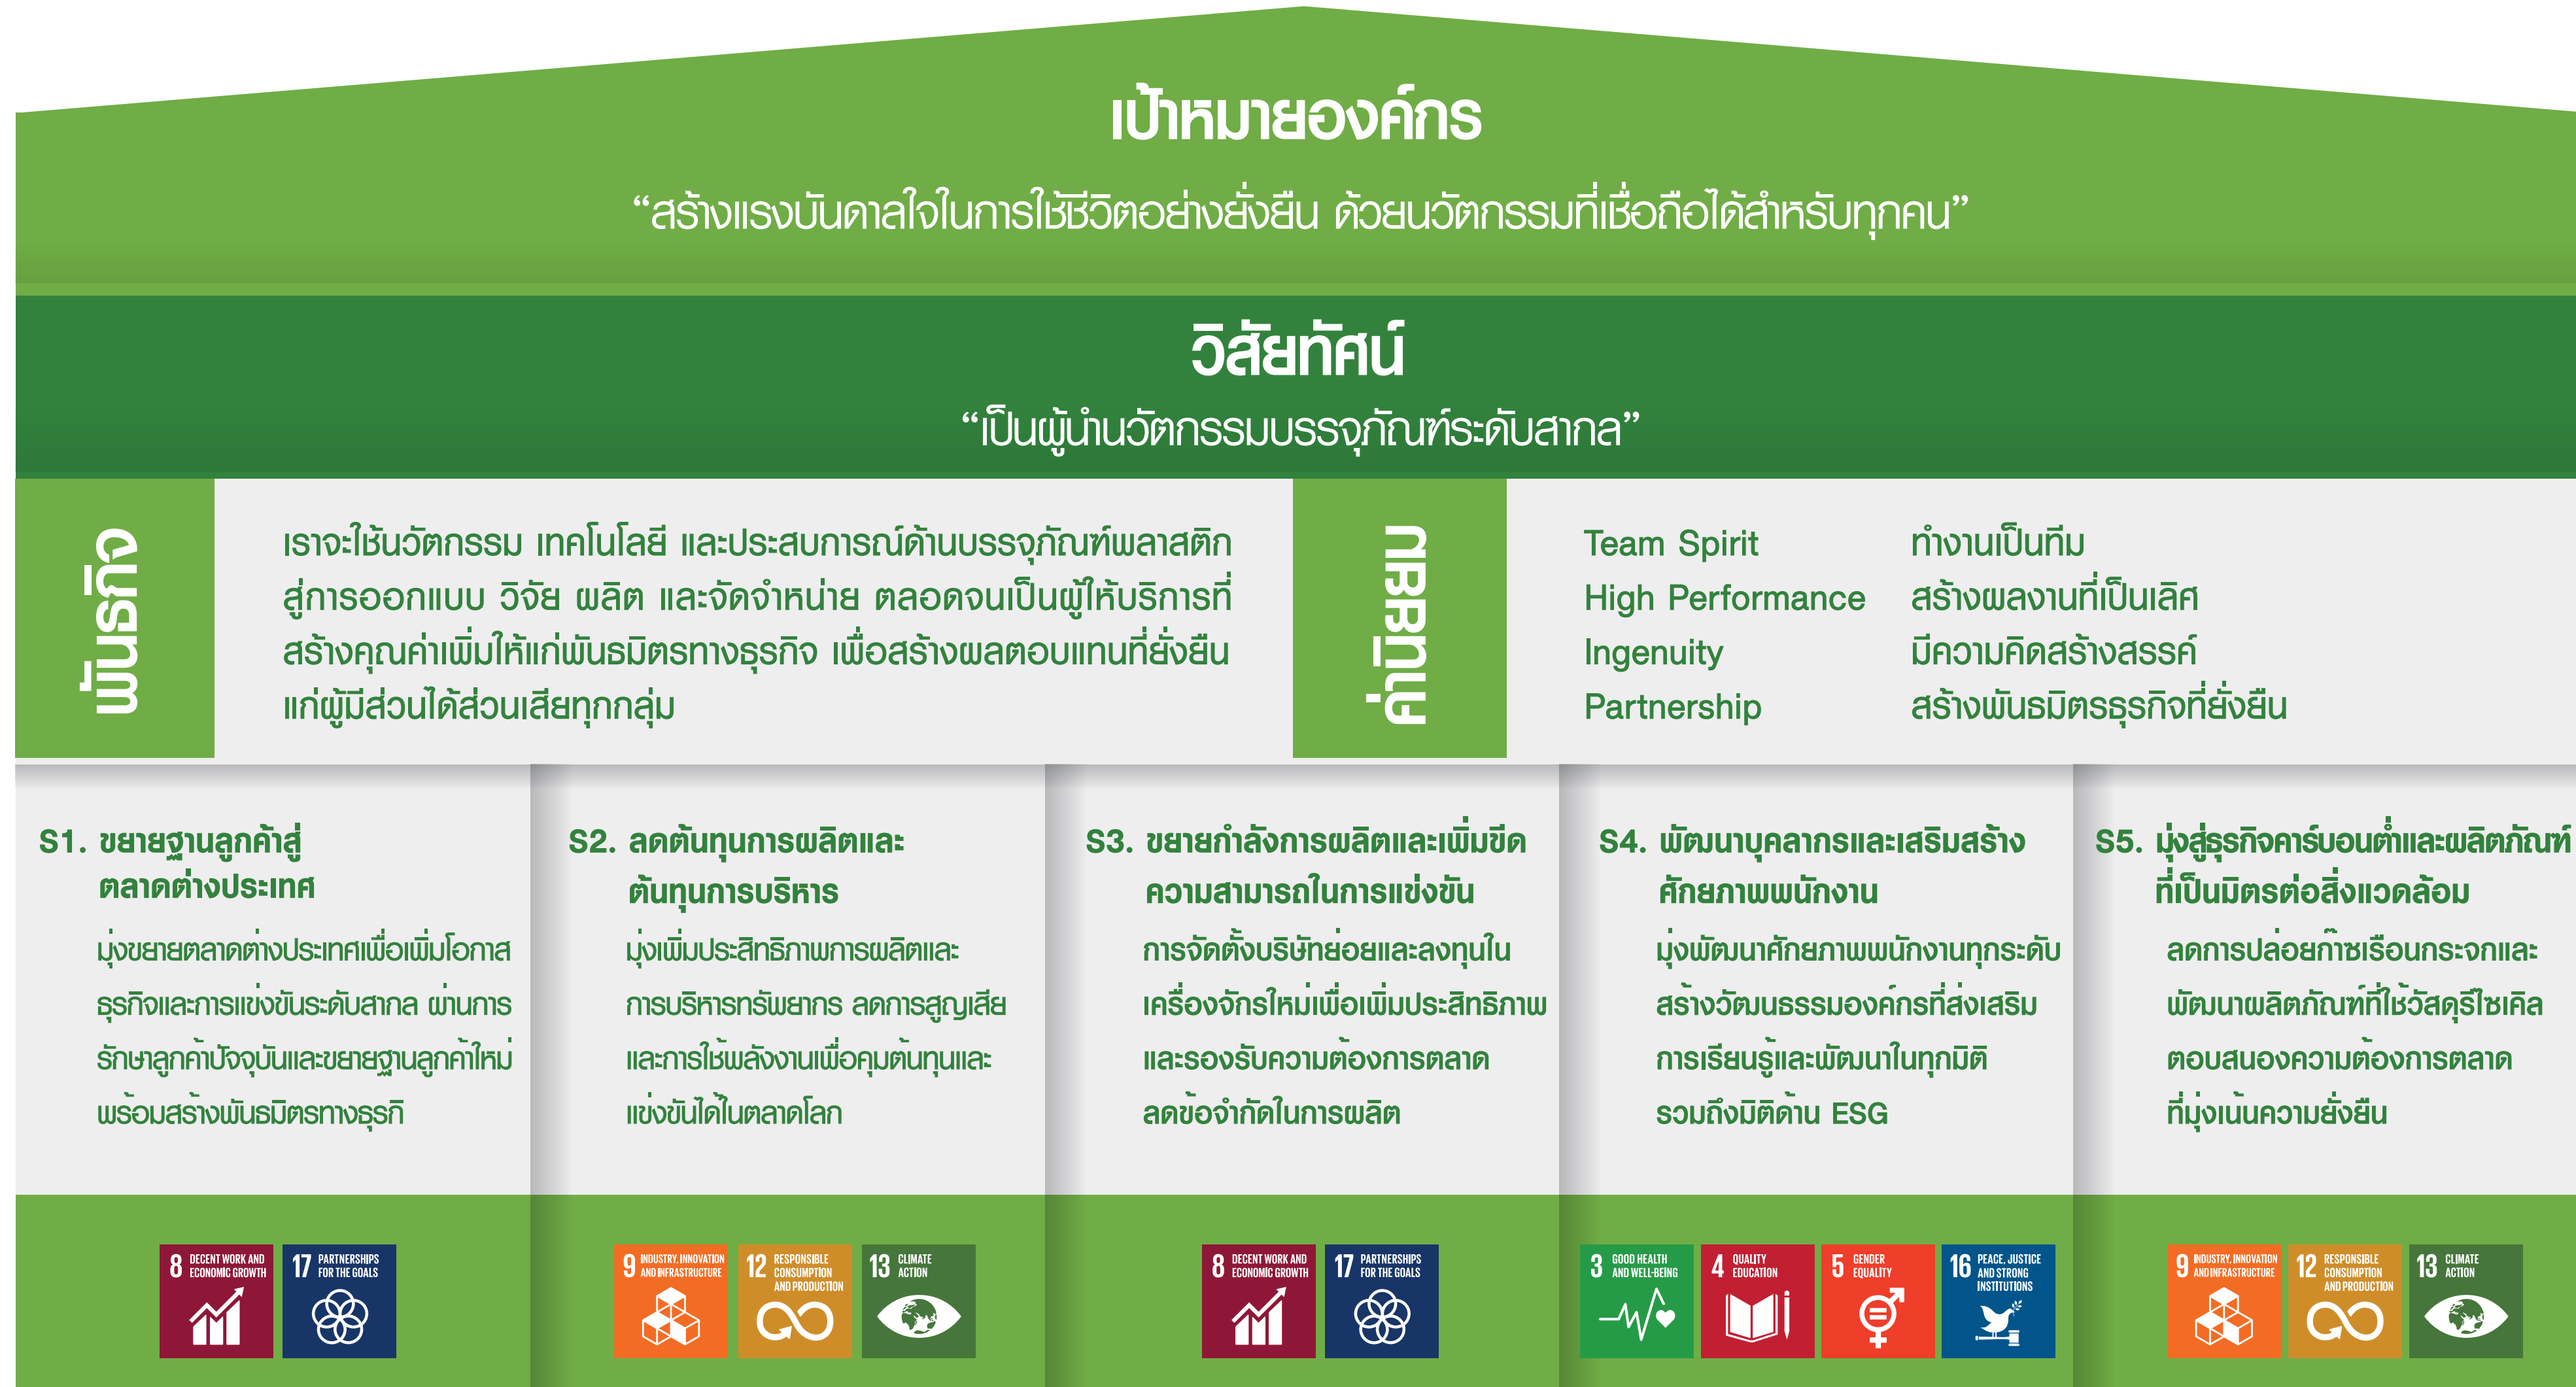 เป้าหมายองค์กร
“สร้างแรงบันดาลใจในการใช้ชีวิตอย่างยั่งยืน ด้วยนวัตกรรมที่เชื่อถือได้สำหรับทุกคน”
วิสัยทัศน์
“เป็นผู้นำนวัตกรรมบรรจุภัณฑ์ระดับสากล”
พันธกิจ
เราจะใช้นวัตกรรม เทคโนโลยี และประสบการณ์ด้านบรรจุภัณฑ์พลาสติก
สู่การออกแบบ วิจัย ผลิต และจัดจำหน่าย ตลอดจนเป็นผู้ให้บริการที่
สร้างคุณค่าเพิ่มให้แก่พันธมิตรทางธุรกิจ เพื่อสร้างผลตอบแทนที่ยั่งยืน
แก่ผู้มีส่วนได้ส่วนเสียทุกกลุ่ม
ค่านิยยม
Team Spirit ทำงานเป็นทีม
High Performance สร้างผลงานที่เป็นเลิศ
Ingenuity มีความคิดสร้างสรรค์
Partnership สร้างพันธมิตรธุรกิจที่ยั่งยืน
S1. ขยายฐานลูกค้าสู่
ตลาดต่างประเทศ
มุ่งขยายตลาดต่างประเทศเพื่อเพิ่มโอกาส
ธุรกิจและการแข่งขันระดับสากล ผ่านการ
รักษาลูกค้าปัจจุบันและขยายฐานลูกค้าใหม่
พร้อมสร้างพันธมิตรทางธุรกิ
8 DECENT WORK AND
ECONOMIC GROWTH
17 PARTNERSHIPS
FOR THE GOALS
S2. ลดต้นทุนการผลิตและ
ต้นทุนการบริหาร
มุ่งเพิ่มประสิทธิภาพการผลิตและ
การบริหารทรัพยากร ลดการสูญเสีย
และการใช้พลังงานเพื่อคุมต้นทุนและ
แข่งขันได้ในตลาดโลก
9 INDUSTRY, INNOVATION
AND INFRASTRUCTURE
12 RESPONSIBLE
CONSUMPTION
AND PRODUCTION
13 CLIMATE
ACTION
S3. ขยายกำลังการผลิตและเพิ่มขีด
ความสามารถในการแข่งขัน
การจัดตั้งบริษัทย่อยและลงทุนใน
เครื่องจักรใหม่เพื่อเพิ่มประสิทธิภาพ
และรองรับความต้องการตลาด
ลดข้อจำกัดในการผลิต
8 DECENT WORK AND
ECONOMIC GROWTH
17 PARTNERSHIPS
FOR THE GOALS
S4. พัฒนาบุคลากรและเสริมสร้าง
ศักยภาพพนักงาน
มุ่งพัฒนาศักยภาพพนักงานทุกระดับ
สร้างวัฒนธรรมองค์กรที่ส่งเสริม
การเรียนรู้และพัฒนาในทุกมิติ
รวมถึงมิติด้าน ESG
3 GOOD HEALTH
AND WELL-BEING
4 QUALITY
EDUCATION
5 GENDER
EQUALITY
16 PEACE, JUSTICE
AND STRONG
INSTITUTIONS
S5. มุ่งสู่ธุรกิจคาร์บอนต่ำและผลิตภัณฑ์
ที่เป็นมิตรต่อสิ่งแวดล้อม
ลดการปล่อยก๊าซเรือนกระจกและ
พัฒนาผลิตภัณฑ์ที่ใช้วัสดุรีไซเคิล
ตอบสนองความต้องการตลาด
ที่มุ่งเน้นความยั่งยืน
9 INDUSTRY, INNOVATION
AND INFRASTRUCTURE
12 RESPONSIBLE
CONSUMPTION
AND PRODUCTION
13 CLIMATE
ACTION